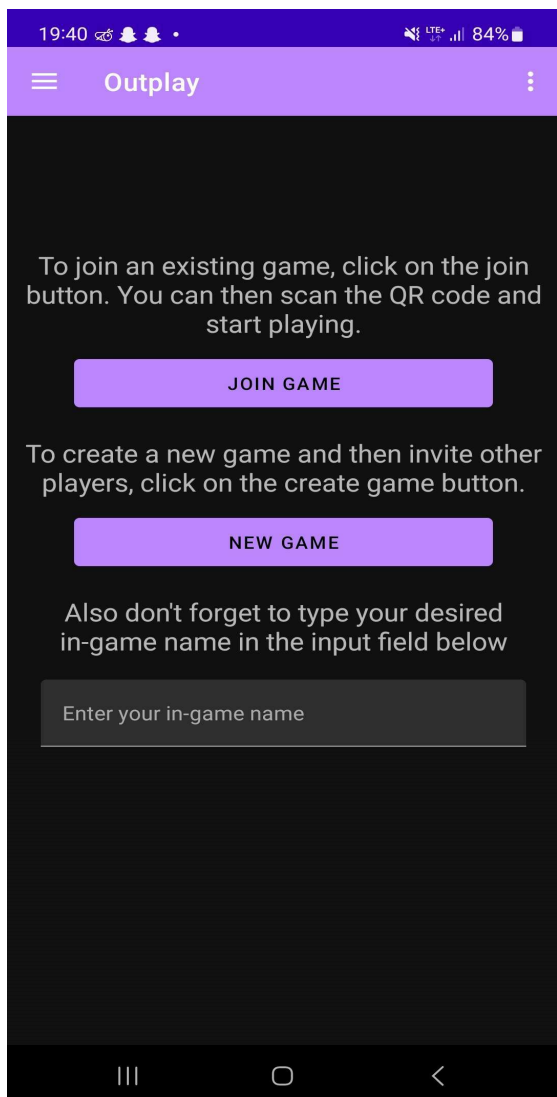 19:40
LTE+ 84%
Outplay
To join an existing game, click on the join
button. You can then scan the QR code and
start playing.
JOIN GAME
To create a new game and then invite other
players, click on the create game button.
NEW GAME
Also don't forget to type your desired
in-game name in the input field below
Enter your in-game name